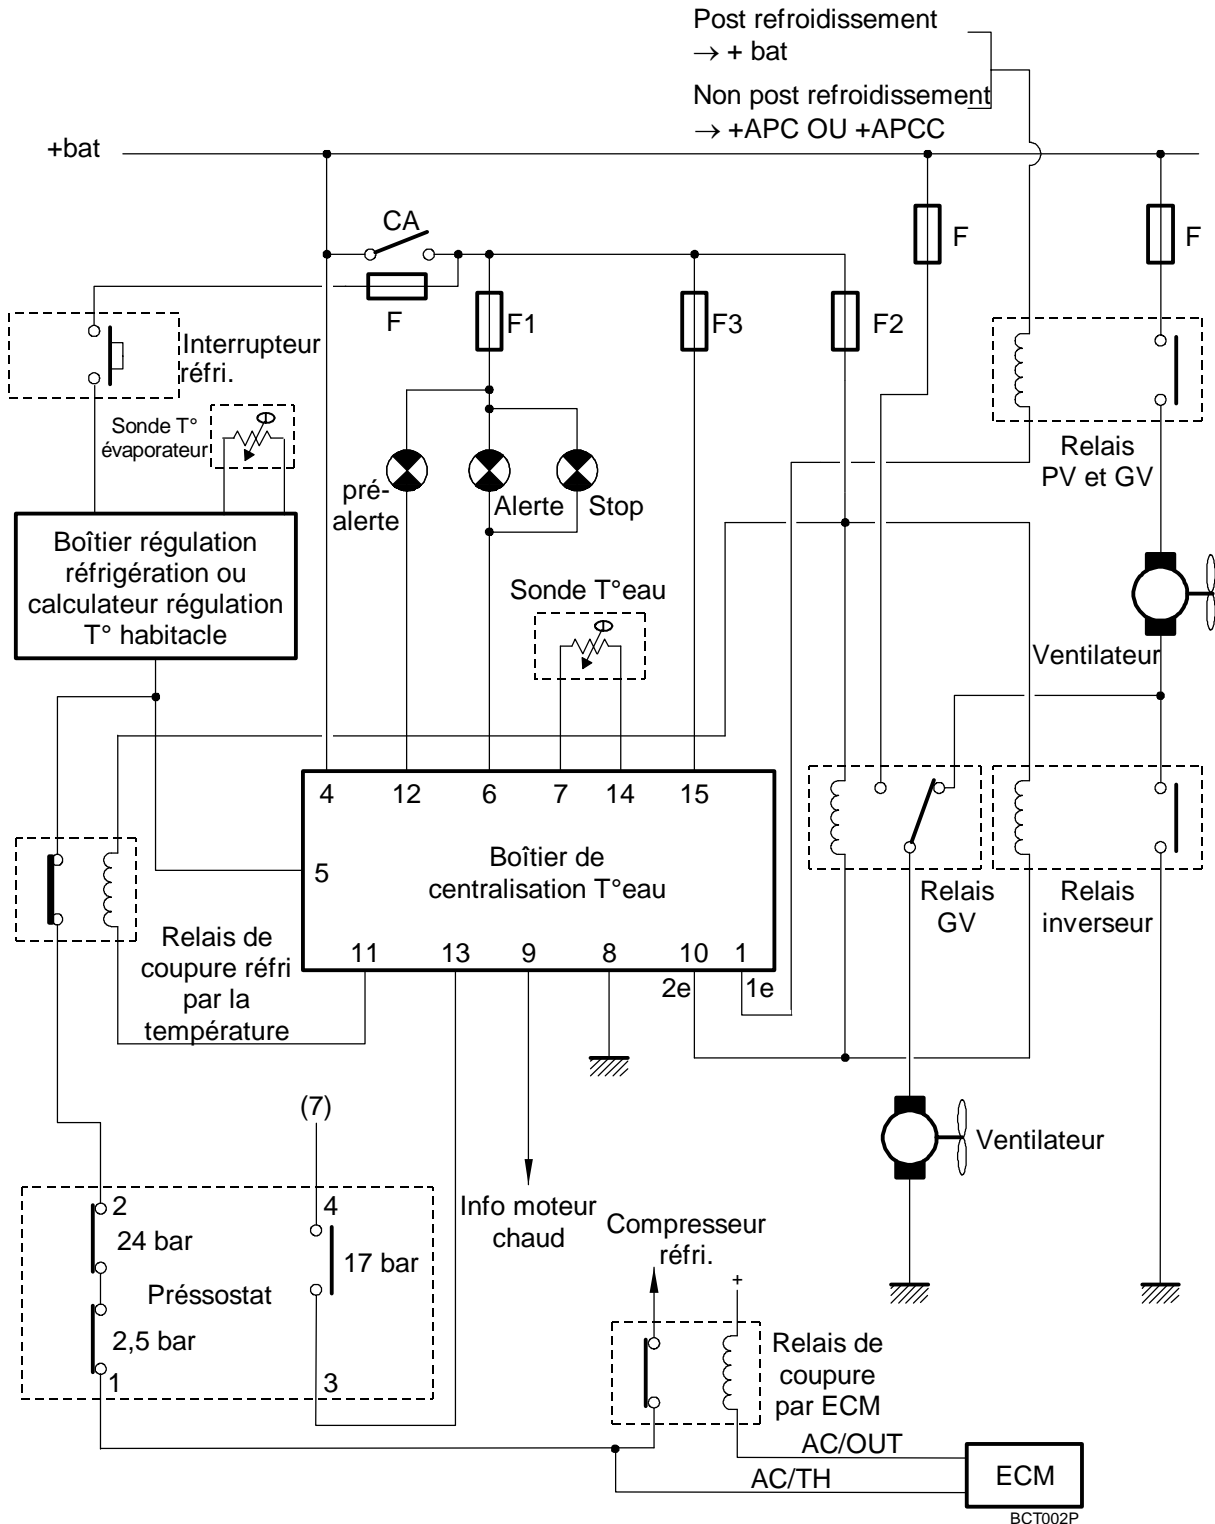 Post refroidissement
→ + bat
Non post refroidissement
→ +APC OU +APCC
+bat
CA
F
F
F
F1
F3
F2
Interrupteur
réfri.
Sonde T°
évaporateur
pré-
alerte
Alerte
Stop
Relais
PV et GV
Boîtier régulation
réfrigération ou
calculateur régulation
T° habitacle
Sonde T°eau
Ventilateur
4
12
6
7
14
15
5
Boîtier de
centralisation T°eau
11
13
9
8
10
1
2e
1e
Relais
GV
Relais
inverseur
Relais de
coupure réfri
par la
température
(7)
Ventilateur
2
24 bar
4
17 bar
Préssostat
2,5 bar
1
3
Info moteur
chaud
Compresseur
réfri.
+
Relais de
coupure
par ECM
AC/OUT
AC/TH
ECM
BCT002P